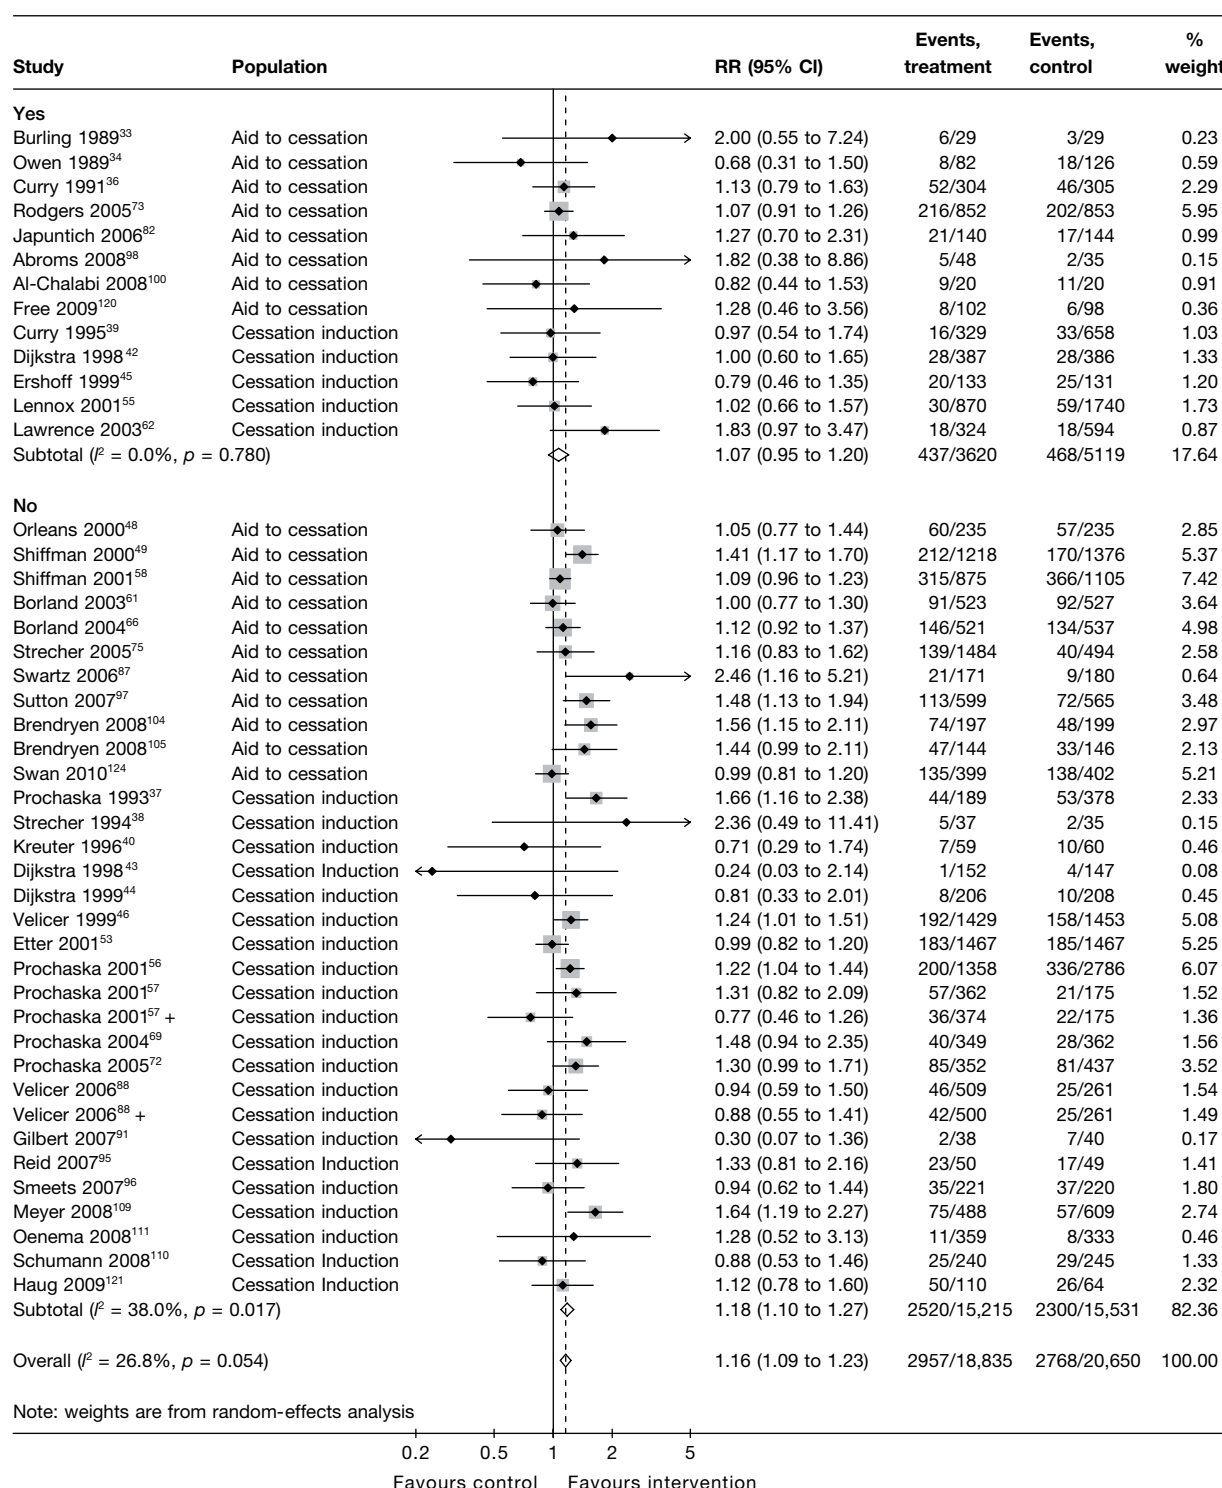 Study Population RR (95% CI) Events, treatment Events, control % weight
Yes
Burling 1989³³ Aid to cessation 2.00 (0.55 to 7.24) 6/29 3/29 0.23
Owen 1989³⁴ Aid to cessation 0.68 (0.31 to 1.50) 8/82 18/126 0.59
Curry 1991³⁶ Aid to cessation 1.13 (0.79 to 1.63) 52/304 46/305 2.29
Rodgers 2005⁷³ Aid to cessation 1.07 (0.91 to 1.26) 216/852 202/853 5.95
Japuntich 2006⁸² Aid to cessation 1.27 (0.70 to 2.31) 21/140 17/144 0.99
Abroms 2008⁹⁸ Aid to cessation 1.82 (0.38 to 8.86) 5/48 2/35 0.15
Al-Chalabi 2008¹⁰⁰ Aid to cessation 0.82 (0.44 to 1.53) 9/20 11/20 0.91
Free 2009¹²⁰ Aid to cessation 1.28 (0.46 to 3.56) 8/102 6/98 0.36
Curry 1995³⁹ Cessation induction 0.97 (0.54 to 1.74) 16/329 33/658 1.03
Dijkstra 1998⁴² Cessation induction 1.00 (0.60 to 1.65) 28/387 28/386 1.33
Ershoff 1999⁴⁵ Cessation induction 0.79 (0.46 to 1.35) 20/133 25/131 1.20
Lennox 2001⁵⁵ Cessation induction 1.02 (0.66 to 1.57) 30/870 59/1740 1.73
Lawrence 2003⁶² Cessation induction 1.83 (0.97 to 3.47) 18/324 18/594 0.87
Subtotal (I² = 0.0%, p = 0.780) 1.07 (0.95 to 1.20) 437/3620 468/5119 17.64
No
Orleans 2000⁴⁸ Aid to cessation 1.05 (0.77 to 1.44) 60/235 57/235 2.85
Shiffman 2000⁴⁹ Aid to cessation 1.41 (1.17 to 1.70) 212/1218 170/1376 5.37
Shiffman 2001⁵⁸ Aid to cessation 1.09 (0.96 to 1.23) 315/875 366/1105 7.42
Borland 2003⁶¹ Aid to cessation 1.00 (0.77 to 1.30) 91/523 92/527 3.64
Borland 2004⁶⁶ Aid to cessation 1.12 (0.92 to 1.37) 146/521 134/537 4.98
Strecher 2005⁷⁵ Aid to cessation 1.16 (0.83 to 1.62) 139/1484 40/494 2.58
Swartz 2006⁸⁷ Aid to cessation 2.46 (1.16 to 5.21) 21/171 9/180 0.64
Sutton 2007⁹⁷ Aid to cessation 1.48 (1.13 to 1.94) 113/599 72/565 3.48
Brendryen 2008¹⁰⁴ Aid to cessation 1.56 (1.15 to 2.11) 74/197 48/199 2.97
Brendryen 2008¹⁰⁵ Aid to cessation 1.44 (0.99 to 2.11) 47/144 33/146 2.13
Swan 2010¹²⁴ Aid to cessation 0.99 (0.81 to 1.20) 135/399 138/402 5.21
Prochaska 1993³⁷ Cessation induction 1.66 (1.16 to 2.38) 44/189 53/378 2.33
Strecher 1994³⁸ Cessation induction 2.36 (0.49 to 11.41) 5/37 2/35 0.15
Kreuter 1996⁴⁰ Cessation induction 0.71 (0.29 to 1.74) 7/59 10/60 0.46
Dijkstra 1998⁴³ Cessation Induction 0.24 (0.03 to 2.14) 1/152 4/147 0.08
Dijkstra 1999⁴⁴ Cessation induction 0.81 (0.33 to 2.01) 8/206 10/208 0.45
Velicer 1999⁴⁶ Cessation induction 1.24 (1.01 to 1.51) 192/1429 158/1453 5.08
Etter 2001⁵³ Cessation induction 0.99 (0.82 to 1.20) 183/1467 185/1467 5.25
Prochaska 2001⁵⁶ Cessation induction 1.22 (1.04 to 1.44) 200/1358 336/2786 6.07
Prochaska 2001⁵⁷ Cessation induction 1.31 (0.82 to 2.09) 57/362 21/175 1.52
Prochaska 2001⁵⁷ + Cessation induction 0.77 (0.46 to 1.26) 36/374 22/175 1.36
Prochaska 2004⁶⁹ Cessation induction 1.48 (0.94 to 2.35) 40/349 28/362 1.56
Prochaska 2005⁷² Cessation induction 1.30 (0.99 to 1.71) 85/352 81/437 3.52
Velicer 2006⁸⁸ Cessation induction 0.94 (0.59 to 1.50) 46/509 25/261 1.54
Velicer 2006⁸⁸ + Cessation induction 0.88 (0.55 to 1.41) 42/500 25/261 1.49
Gilbert 2007⁹¹ Cessation induction 0.30 (0.07 to 1.36) 2/38 7/40 0.17
Reid 2007⁹⁵ Cessation Induction 1.33 (0.81 to 2.16) 23/50 17/49 1.41
Smeets 2007⁹⁶ Cessation induction 0.94 (0.62 to 1.44) 35/221 37/220 1.80
Meyer 2008¹⁰⁹ Cessation induction 1.64 (1.19 to 2.27) 75/488 57/609 2.74
Oenema 2008¹¹¹ Cessation induction 1.28 (0.52 to 3.13) 11/359 8/333 0.46
Schumann 2008¹¹⁰ Cessation Induction 0.88 (0.53 to 1.46) 25/240 29/245 1.33
Haug 2009¹²¹ Cessation Induction 1.12 (0.78 to 1.60) 50/110 26/64 2.32
Subtotal (I² = 38.0%, p = 0.017) 1.18 (1.10 to 1.27) 2520/15,215 2300/15,531 82.36
Overall (I² = 26.8%, p = 0.054) 1.16 (1.09 to 1.23) 2957/18,835 2768/20,650 100.00
Note: weights are from random-effects analysis
0.2 0.5 1 2 5
Favours control Favours intervention